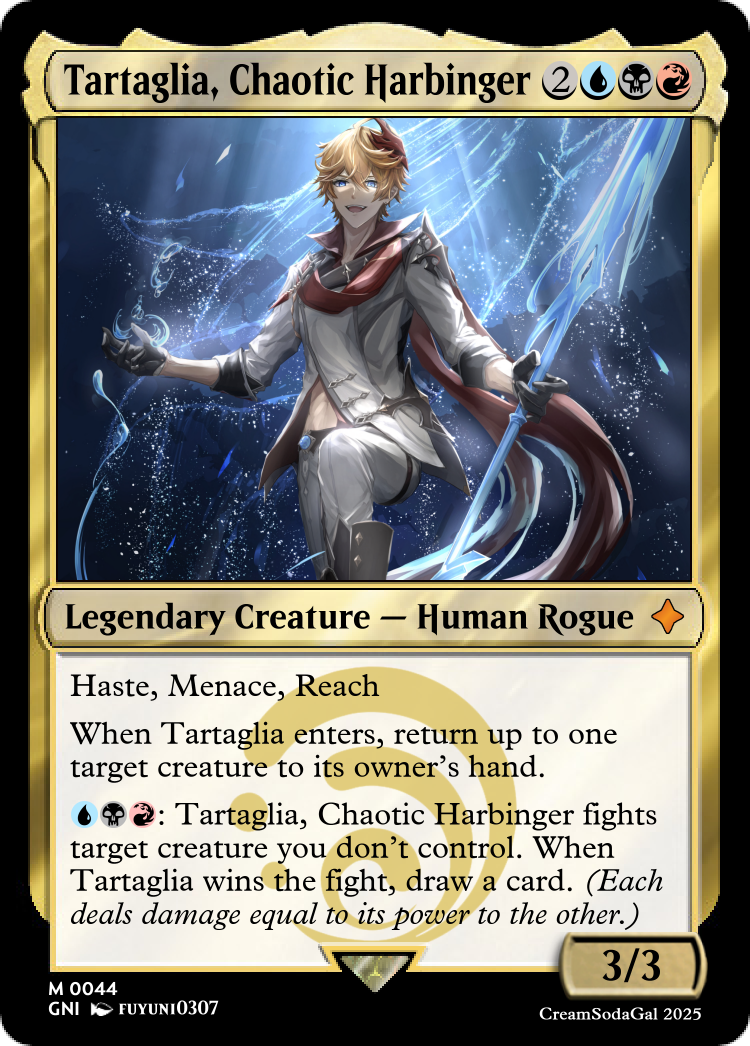 Tartaglia, Chaotic Harbinger 2
Legendary Creature — Human Rogue
Haste, Menace, Reach
When Tartaglia enters, return up to one
target creature to its owner's hand.
: Tartaglia, Chaotic Harbinger fights
target creature you don't control. When
Tartaglia wins the fight, draw a card. (Each
deals damage equal to its power to the other.)
3/3
M 0044
GNI FUYUNI0307
CreamSodaGal 2025